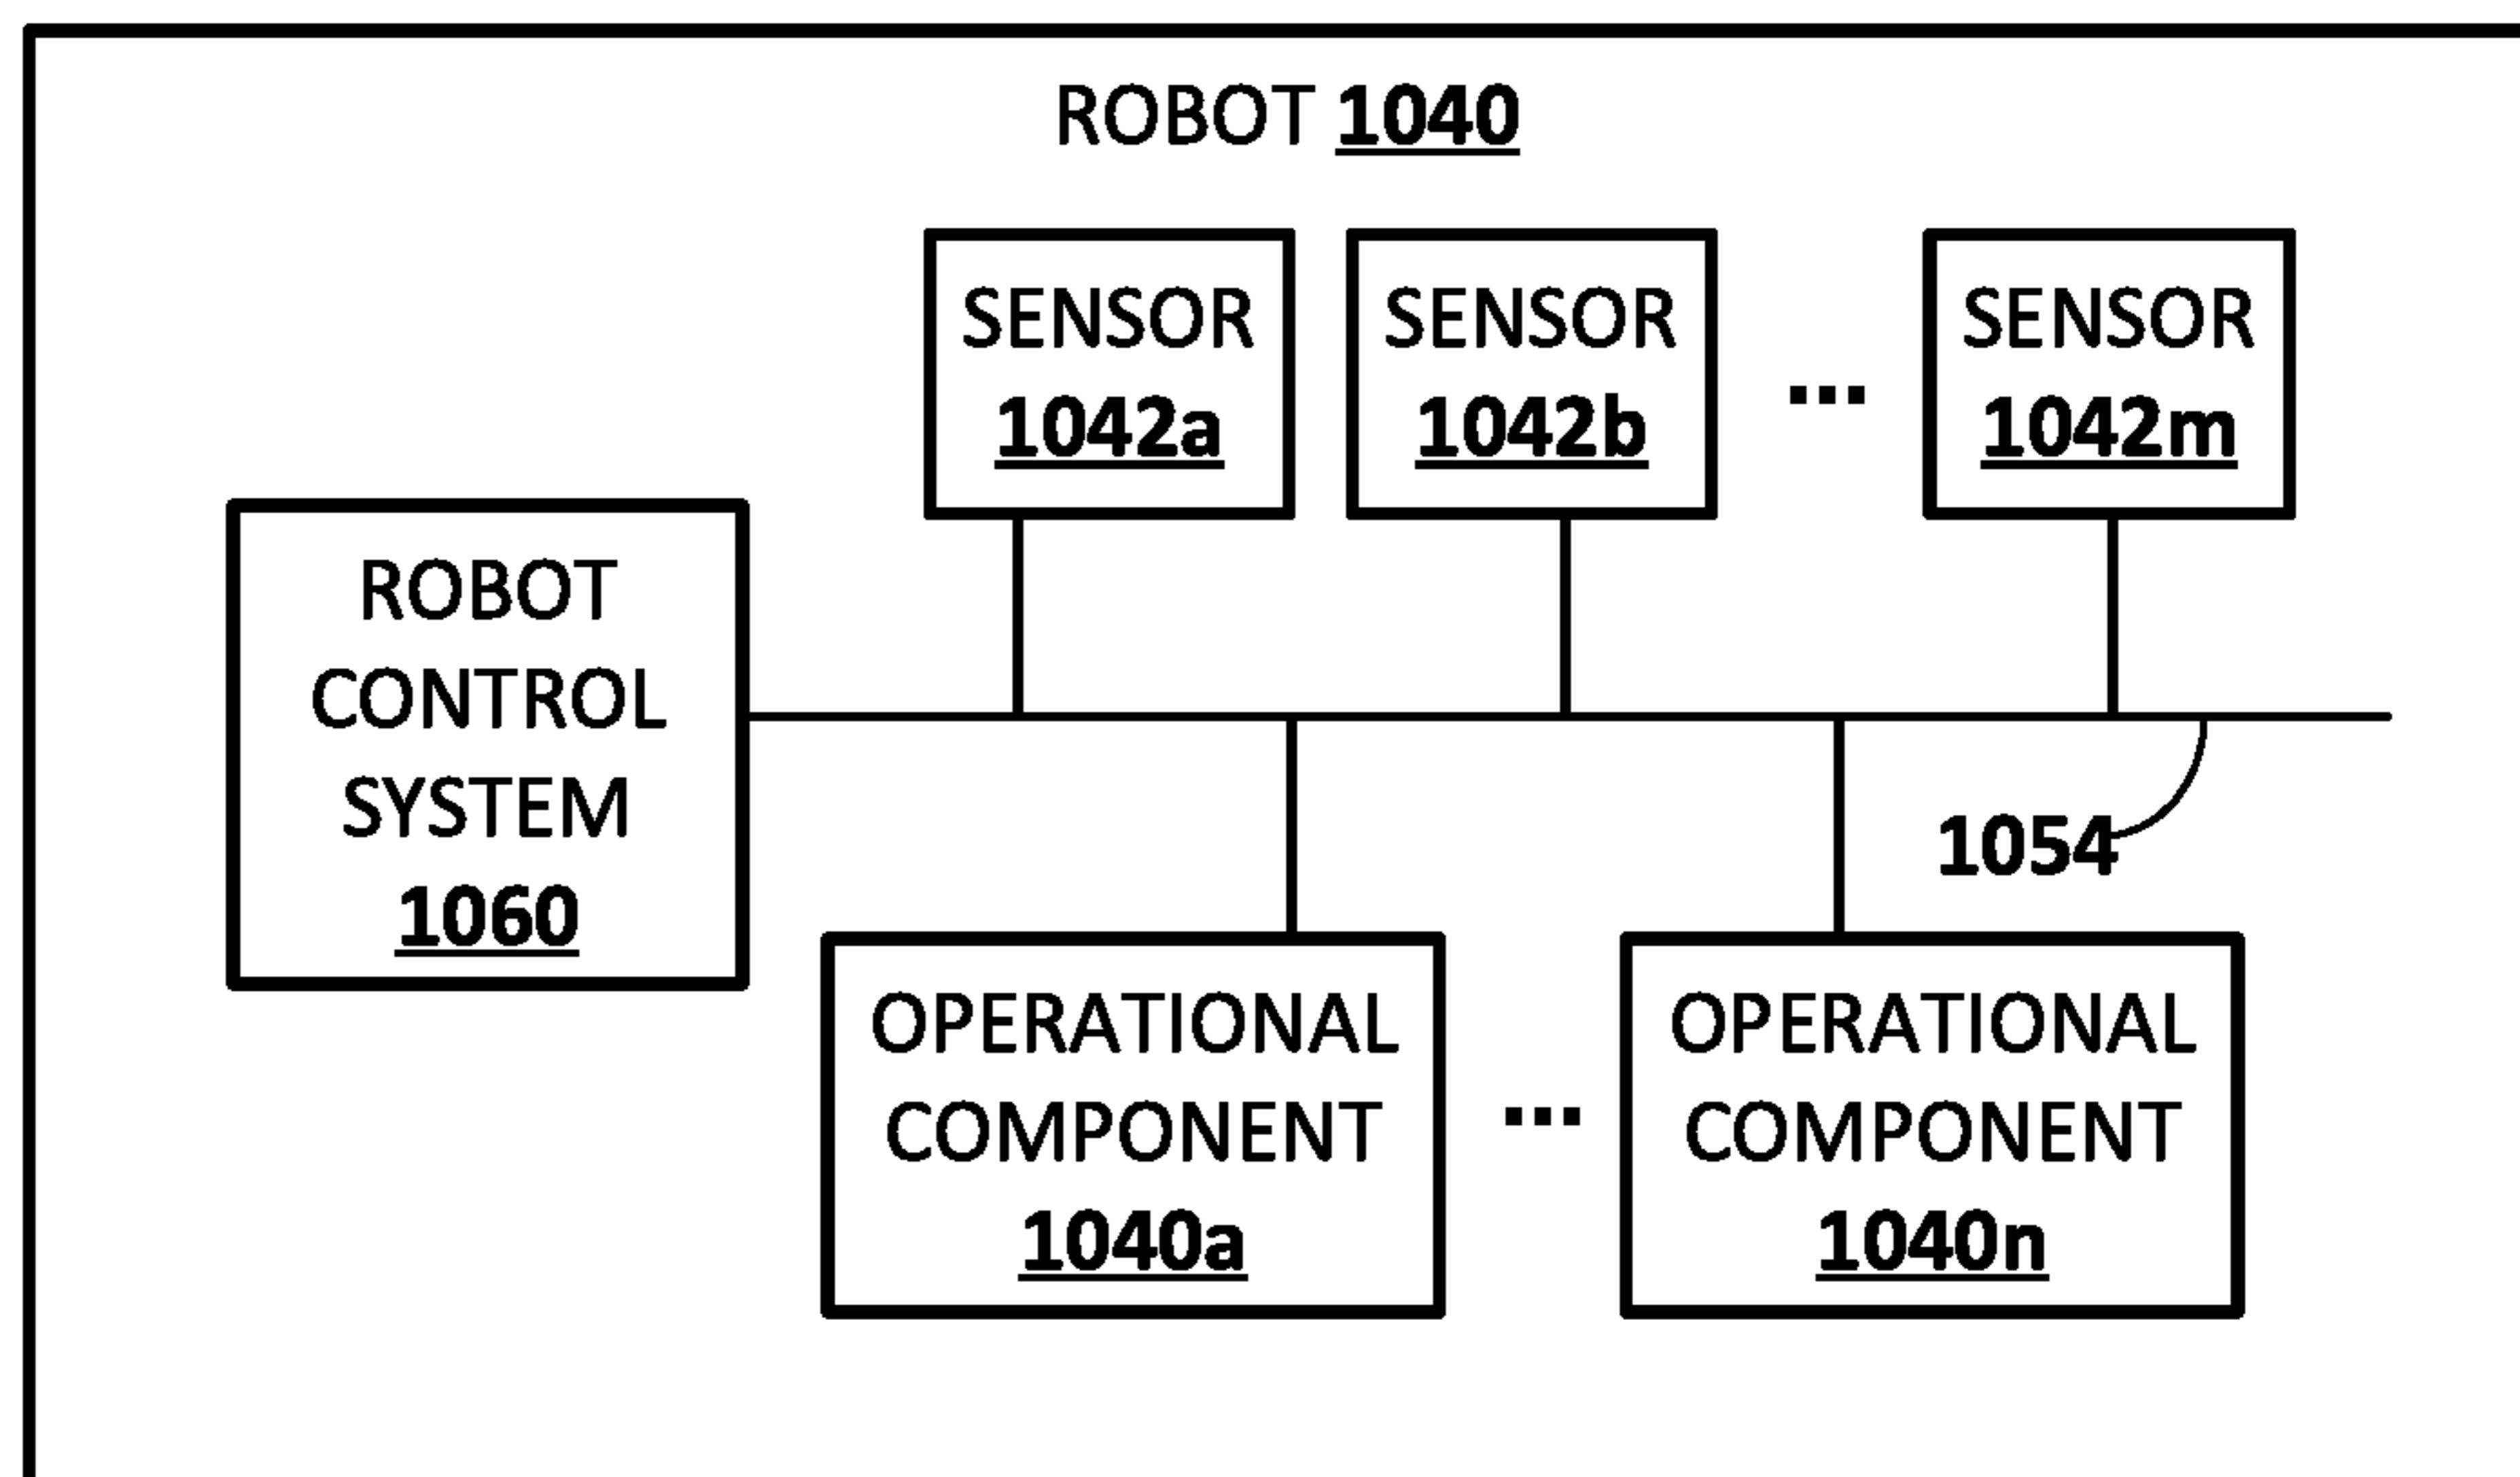 ROBOT 1040
SENSOR
1042a
SENSOR
1042b
...
SENSOR
1042m
ROBOT
CONTROL
SYSTEM
1060
1054
OPERATIONAL
COMPONENT
1040a
...
OPERATIONAL
COMPONENT
1040n